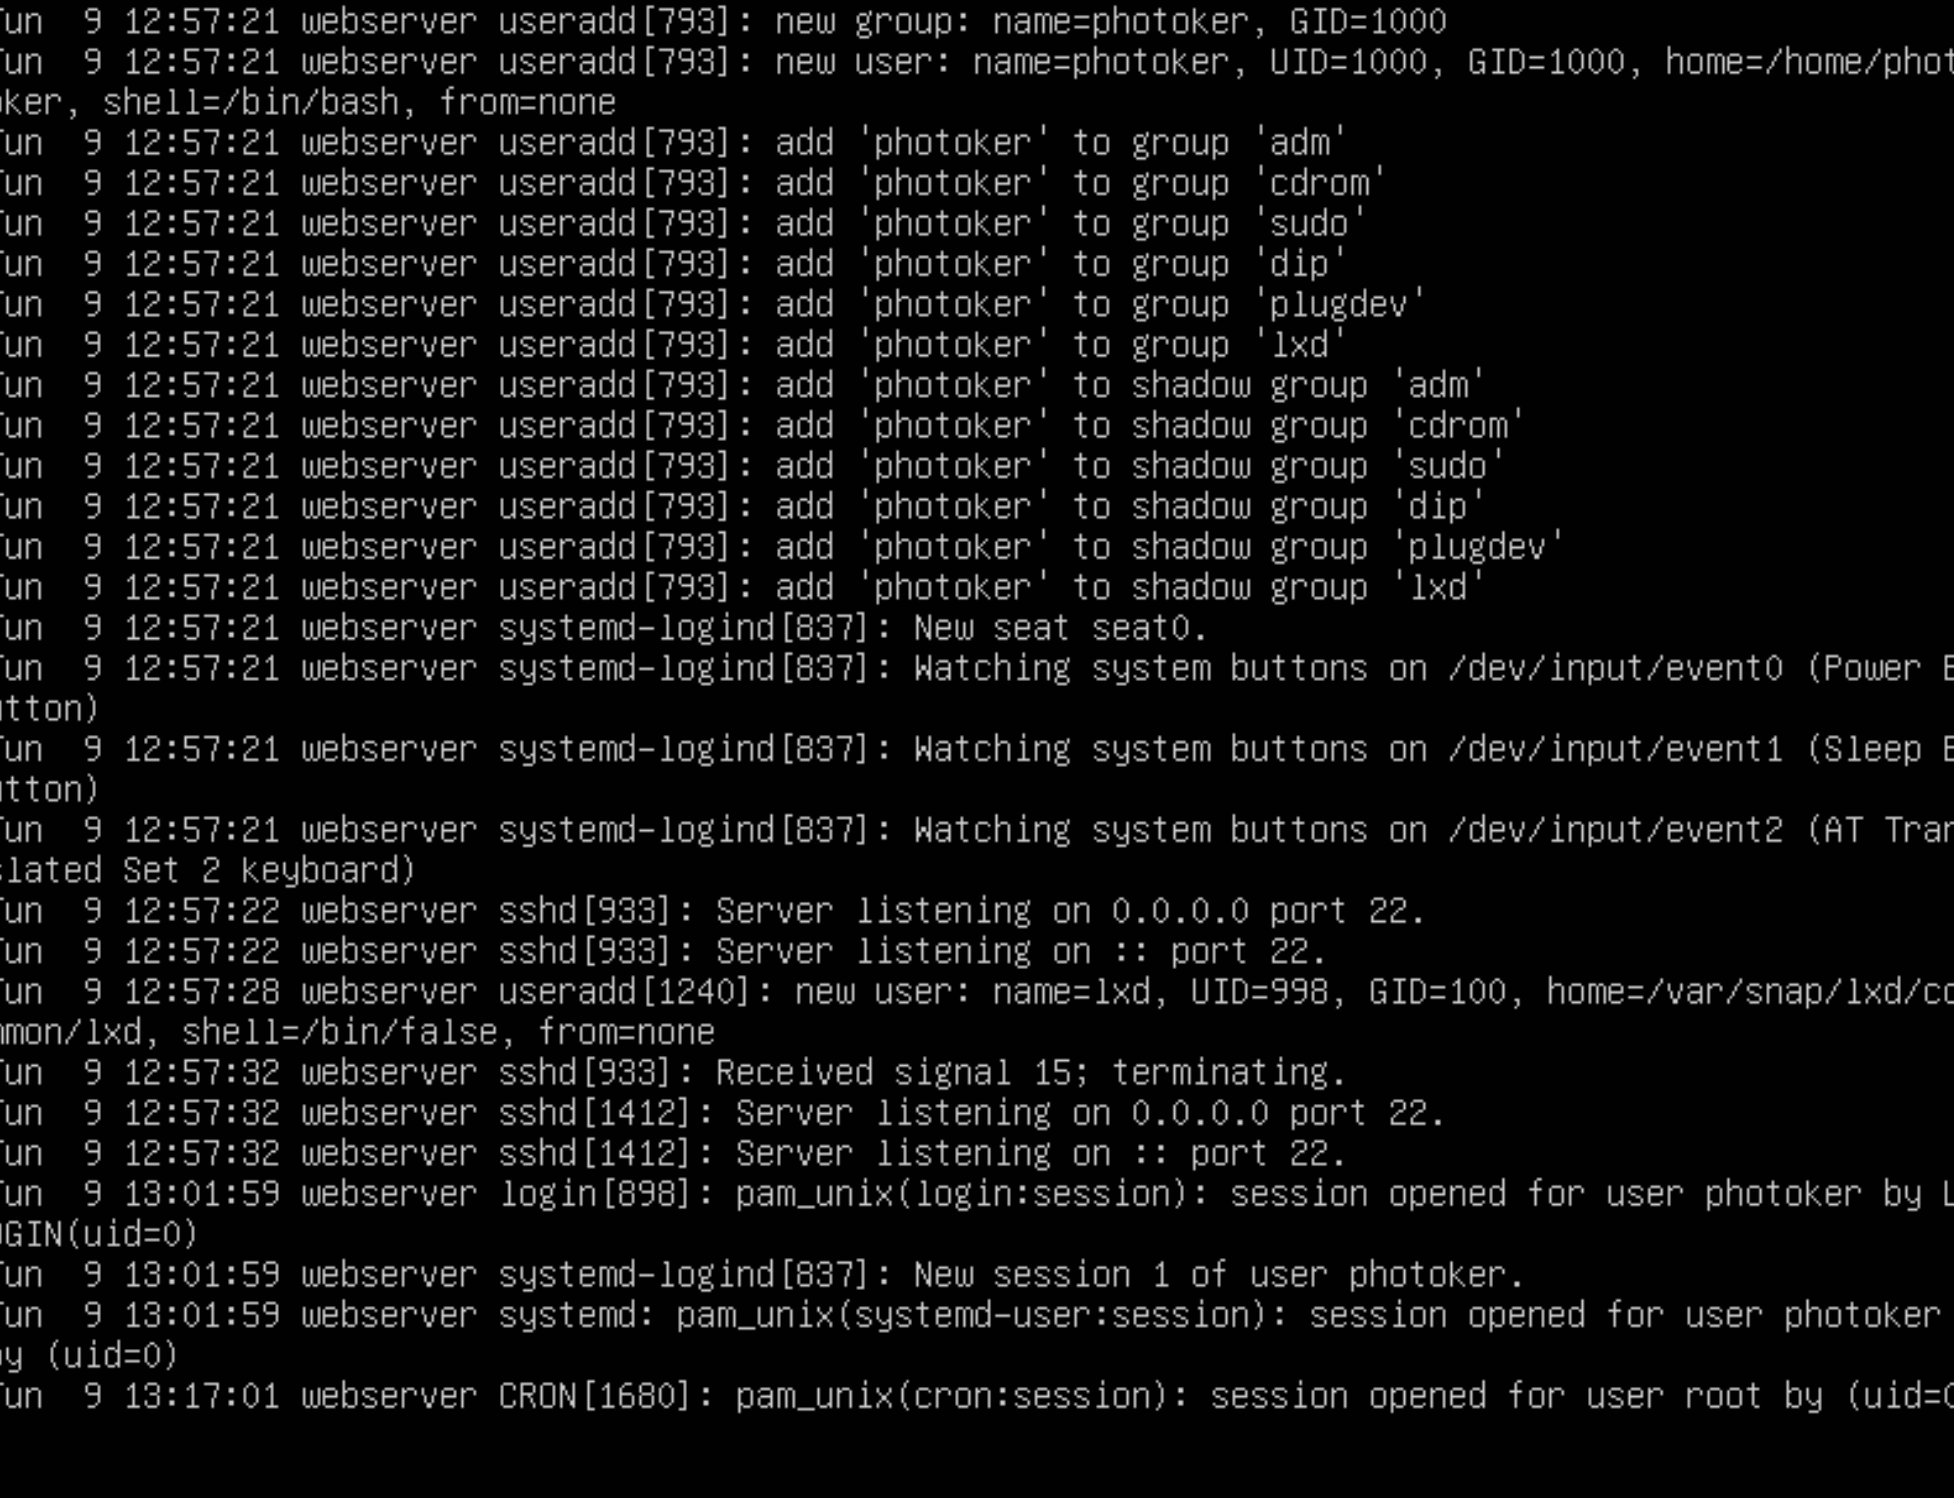 un  9 12:57:21 webserver useradd[793]: new group: name=photoker, GID=1000
un  9 12:57:21 webserver useradd[793]: new user: name=photoker, UID=1000, GID=1000, home=/home/phot
oker, shell=/bin/bash, from=none
un  9 12:57:21 webserver useradd[793]: add 'photoker' to group 'adm'
un  9 12:57:21 webserver useradd[793]: add 'photoker' to group 'cdrom'
un  9 12:57:21 webserver useradd[793]: add 'photoker' to group 'sudo'
un  9 12:57:21 webserver useradd[793]: add 'photoker' to group 'dip'
un  9 12:57:21 webserver useradd[793]: add 'photoker' to group 'plugdev'
un  9 12:57:21 webserver useradd[793]: add 'photoker' to group 'lxd'
un  9 12:57:21 webserver useradd[793]: add 'photoker' to shadow group 'adm'
un  9 12:57:21 webserver useradd[793]: add 'photoker' to shadow group 'cdrom'
un  9 12:57:21 webserver useradd[793]: add 'photoker' to shadow group 'sudo'
un  9 12:57:21 webserver useradd[793]: add 'photoker' to shadow group 'dip'
un  9 12:57:21 webserver useradd[793]: add 'photoker' to shadow group 'plugdev'
un  9 12:57:21 webserver useradd[793]: add 'photoker' to shadow group 'lxd'
un  9 12:57:21 webserver systemd-logind[837]: New seat seat0.
un  9 12:57:21 webserver systemd-logind[837]: Watching system buttons on /dev/input/event0 (Power B
utton)
un  9 12:57:21 webserver systemd-logind[837]: Watching system buttons on /dev/input/event1 (Sleep B
utton)
un  9 12:57:21 webserver systemd-logind[837]: Watching system buttons on /dev/input/event2 (AT Tran
slated Set 2 keyboard)
un  9 12:57:22 webserver sshd[933]: Server listening on 0.0.0.0 port 22.
un  9 12:57:22 webserver sshd[933]: Server listening on :: port 22.
un  9 12:57:28 webserver useradd[1240]: new user: name=lxd, UID=998, GID=100, home=/var/snap/lxd/co
mmon/lxd, shell=/bin/false, from=none
un  9 12:57:32 webserver sshd[933]: Received signal 15; terminating.
un  9 12:57:32 webserver sshd[1412]: Server listening on 0.0.0.0 port 22.
un  9 12:57:32 webserver sshd[1412]: Server listening on :: port 22.
un  9 13:01:59 webserver login[898]: pam_unix(login:session): session opened for user photoker by L
OGIN(uid=0)
un  9 13:01:59 webserver systemd-logind[837]: New session 1 of user photoker.
un  9 13:01:59 webserver systemd: pam_unix(systemd-user:session): session opened for user photoker
by (uid=0)
un  9 13:17:01 webserver CRON[1680]: pam_unix(cron:session): session opened for user root by (uid=0